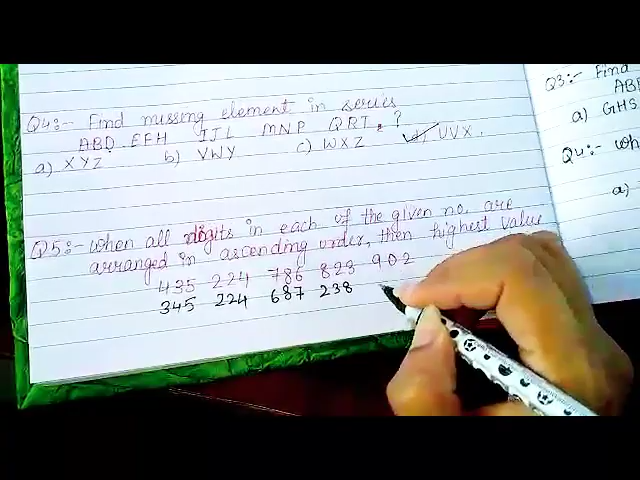 Q4:- Find missing element in series
ABD EFH IJL MNP QRT, ?
a) XYZ b) VWY c) WXZ d) UVX.
Q5:- When all digits in each of the given no. are
arranged in ascending order, then highest value
435 224 786 823 902
345 224 687 238
Q3:- Find
ABD
a) GHS
Q4:- Wh
a)